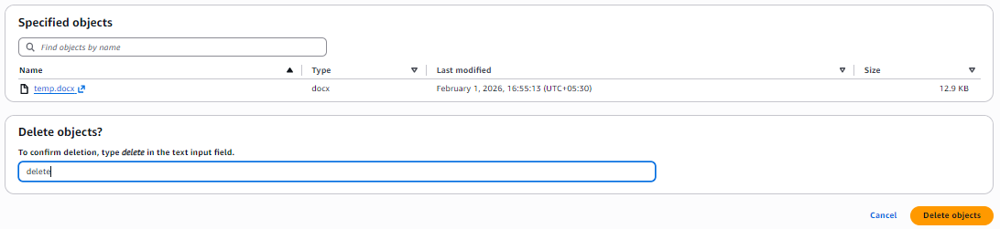 Specified objects
Find objects by name
Name Type Last modified Size
temp.docx docx February 1, 2026, 16:55:13 (UTC+05:30) 12.9 KB
Delete objects?
To confirm deletion, type delete in the text input field.
delete
Cancel Delete objects